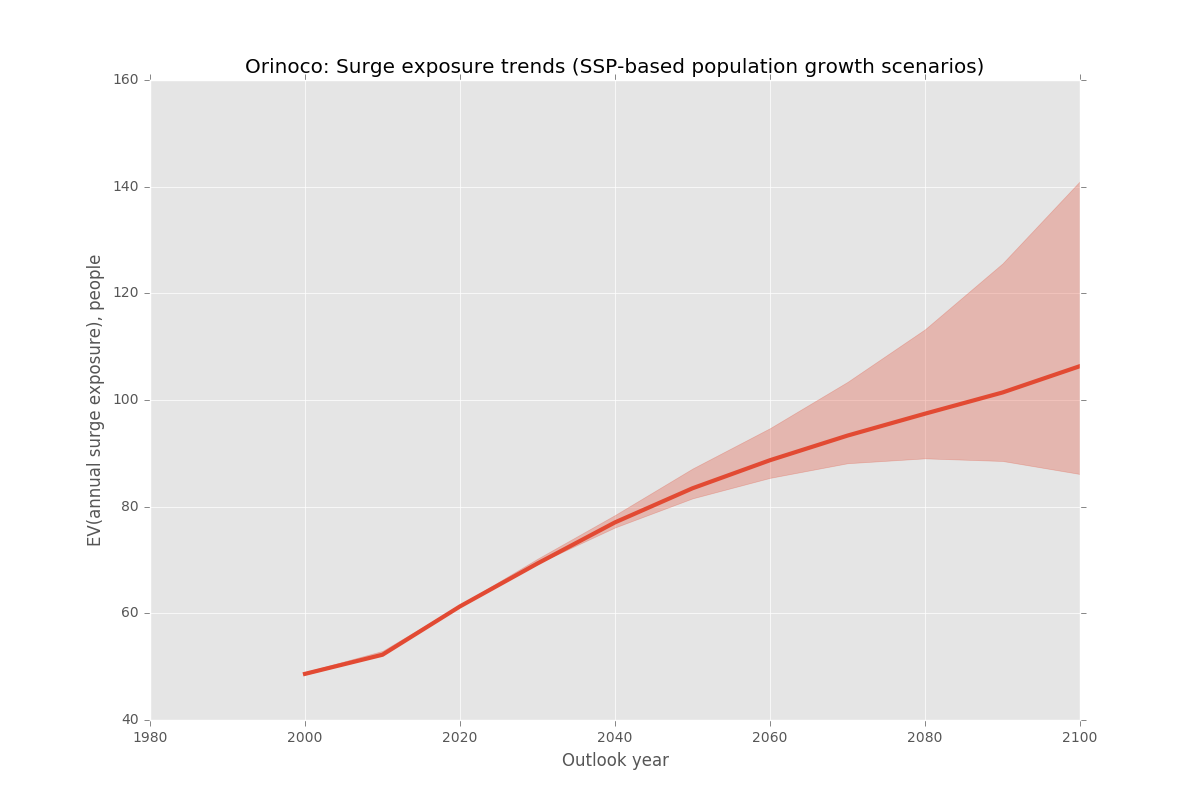 Orinoco: Surge exposure trends (SSP-based population growth scenarios)
160
140
120
100
80
60
40
EV(annual surge exposure), people
1980 2000 2020 2040 2060 2080 2100
Outlook year